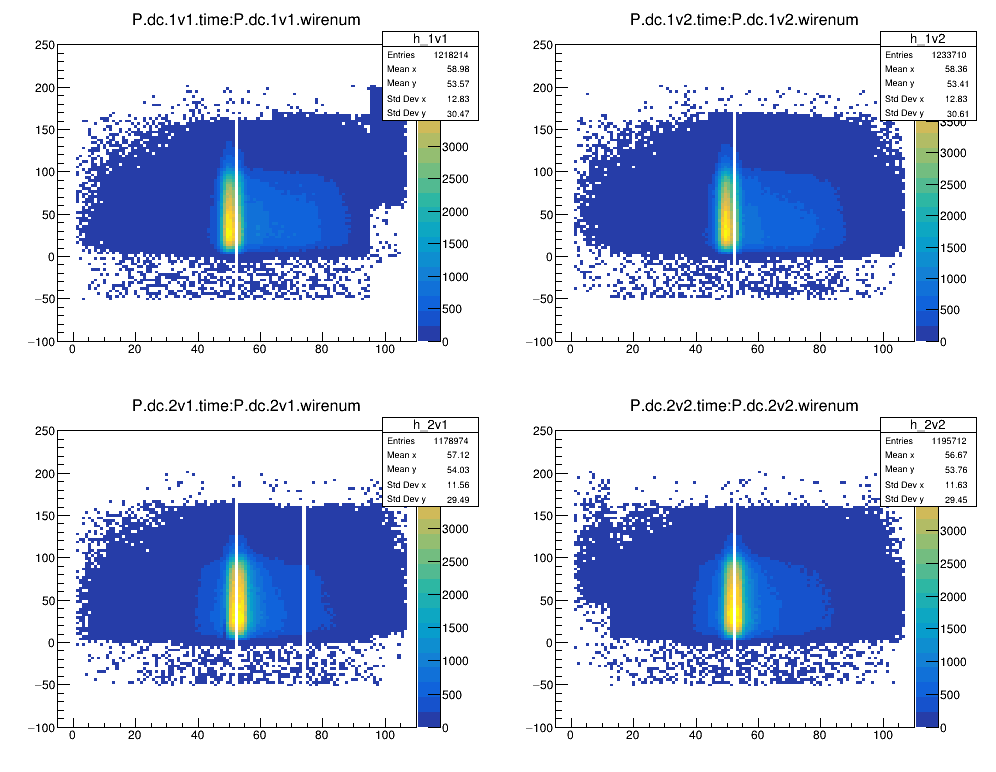 P.dc.1v1.time:P.dc.1v1.wirenum
h_1v1
Entries 1218214
Mean x 58.98
Mean y 53.57
Std Dev x 12.83
Std Dev y 30.47
250
200
150
100
50
0
−50
−100
0 20 40 60 80 100
3000
2500
2000
1500
1000
500
0
P.dc.1v2.time:P.dc.1v2.wirenum
h_1v2
Entries 1233710
Mean x 58.36
Mean y 53.41
Std Dev x 12.83
Std Dev y 30.61
250
200
150
100
50
0
−50
−100
0 20 40 60 80 100
3500
3000
2500
2000
1500
1000
500
0
P.dc.2v1.time:P.dc.2v1.wirenum
h_2v1
Entries 1178974
Mean x 57.12
Mean y 54.03
Std Dev x 11.56
Std Dev y 29.49
250
200
150
100
50
0
−50
−100
0 20 40 60 80 100
3000
2500
2000
1500
1000
500
0
P.dc.2v2.time:P.dc.2v2.wirenum
h_2v2
Entries 1195712
Mean x 56.67
Mean y 53.76
Std Dev x 11.63
Std Dev y 29.45
250
200
150
100
50
0
−50
−100
0 20 40 60 80 100
3000
2500
2000
1500
1000
500
0